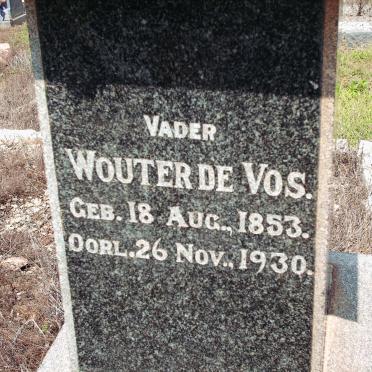 VADER
WOUTER DE VOS.
GEB. 18 AUG., 1853.
OORL. 26 NOV., 1930.